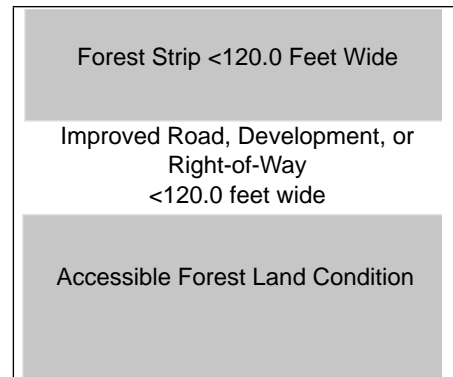 Forest Strip <120.0 Feet Wide
Improved Road, Development, or
Right-of-Way
<120.0 feet wide
Accessible Forest Land Condition